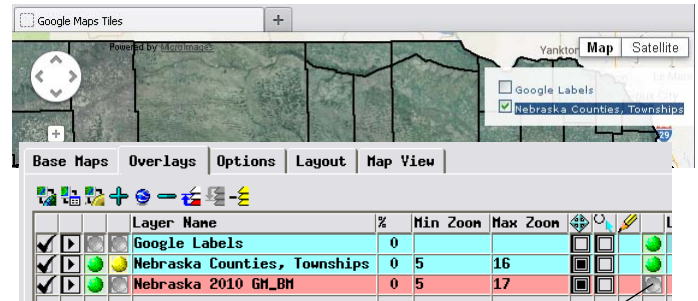 Google Maps Tiles
Powered by MicroImages
Yankton
Map Satellite
Google Labels
Nebraska Counties, Townships
29
Base Maps Overlays Options Layout Map View
Layer Name % Min Zoom Max Zoom
Google Labels 0
Nebraska Counties, Townships 0 5 16
Nebraska 2010 GM_BM 0 5 17